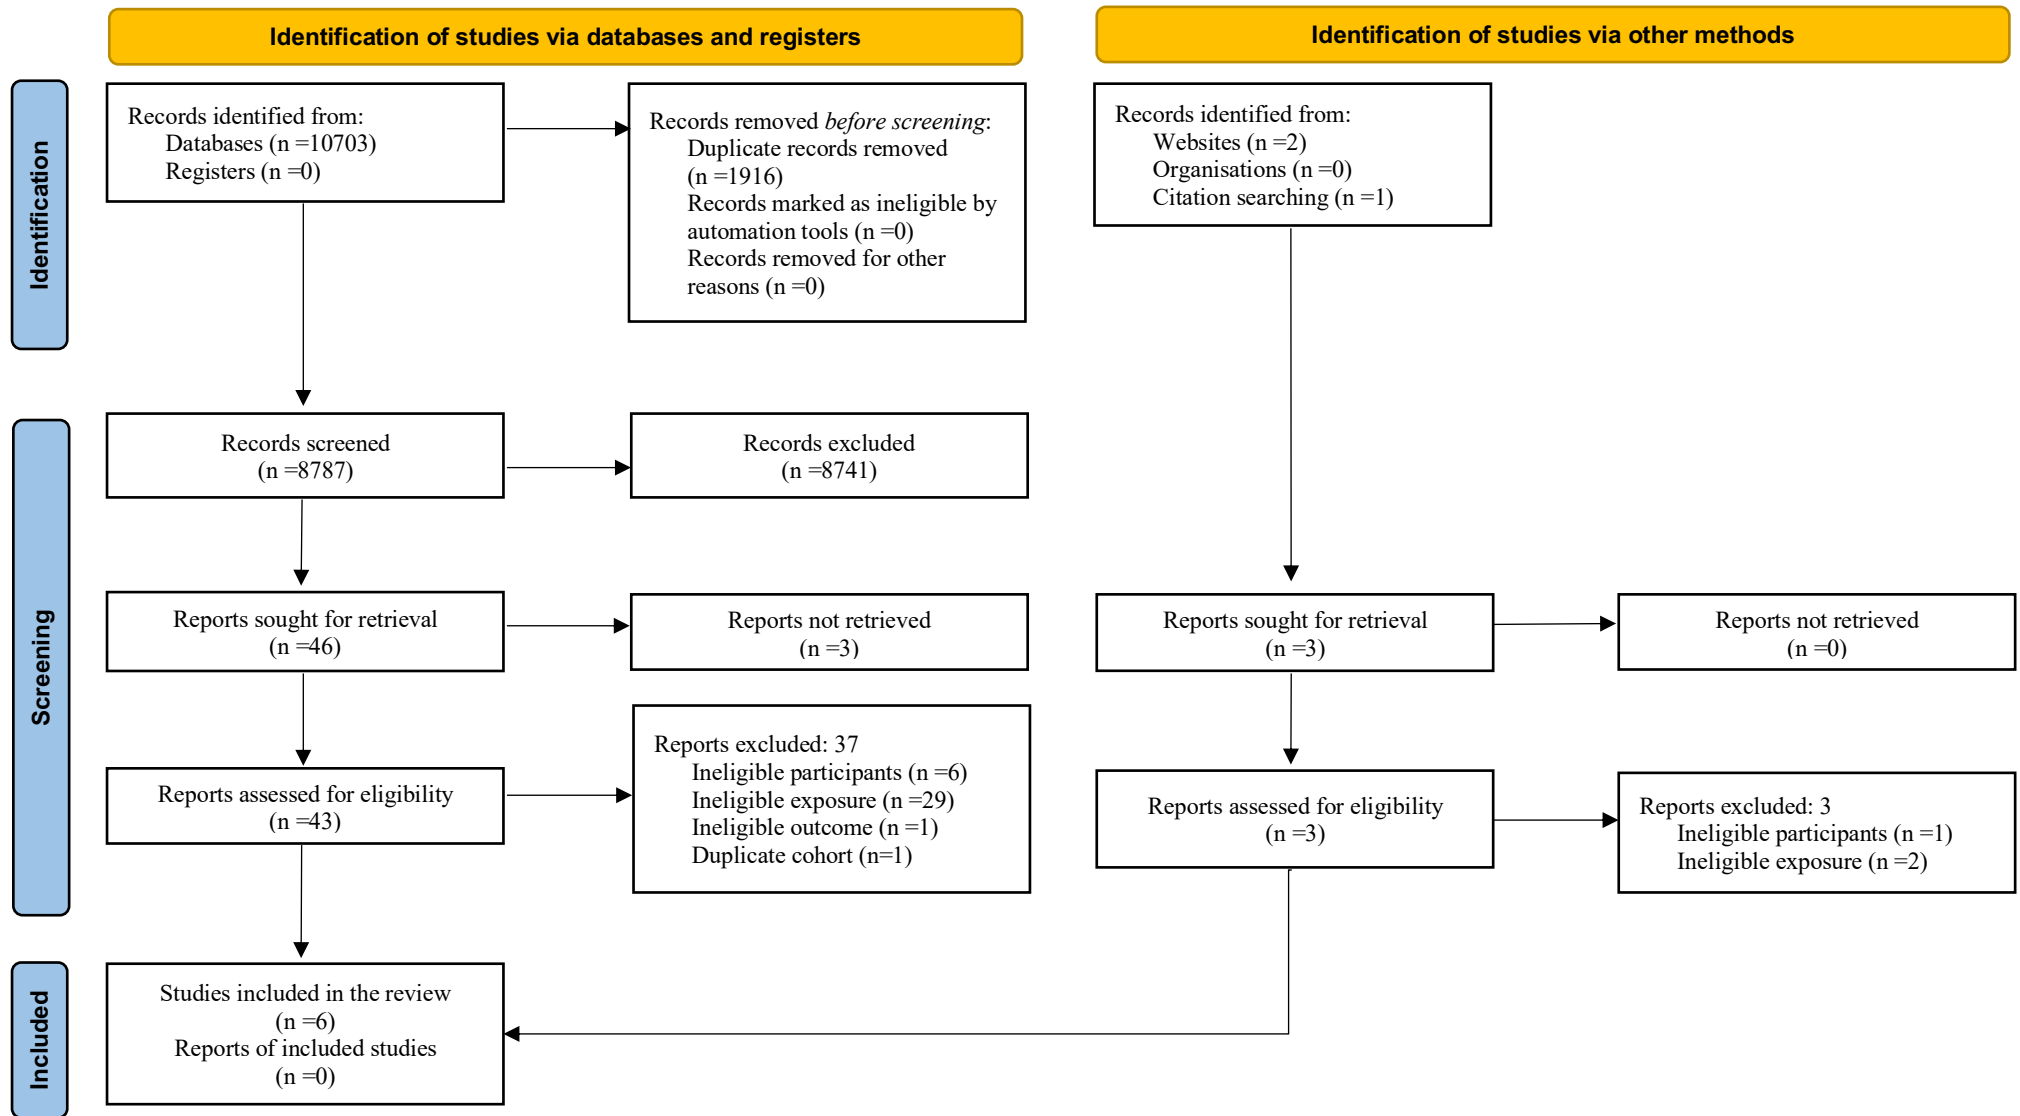 Identification of studies via databases and registers
Identification of studies via other methods
Identification
Records identified from:
Databases (n =10703)
Registers (n =0)
Records removed before screening:
Duplicate records removed
(n =1916)
Records marked as ineligible by
automation tools (n =0)
Records removed for other
reasons (n =0)
Records identified from:
Websites (n =2)
Organisations (n =0)
Citation searching (n =1)
Screening
Records screened
(n =8787)
Records excluded
(n =8741)
Reports sought for retrieval
(n =46)
Reports not retrieved
(n =3)
Reports sought for retrieval
(n =3)
Reports not retrieved
(n =0)
Reports assessed for eligibility
(n =43)
Reports excluded: 37
Ineligible participants (n =6)
Ineligible exposure (n =29)
Ineligible outcome (n =1)
Duplicate cohort (n=1)
Reports assessed for eligibility
(n =3)
Reports excluded: 3
Ineligible participants (n =1)
Ineligible exposure (n =2)
Included
Studies included in the review
(n =6)
Reports of included studies
(n =0)